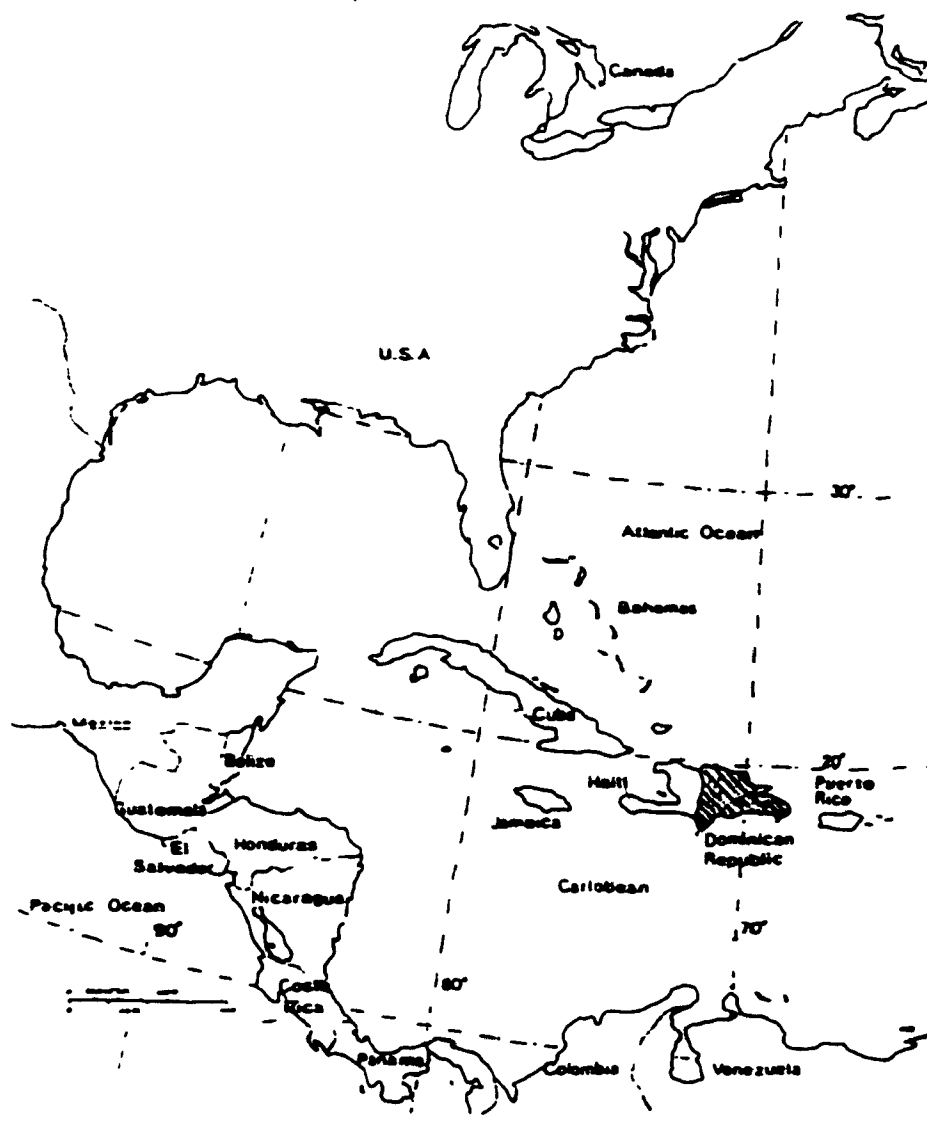 Canada
U.S.A
30°
Atlantic Ocean
Bahamas
Mexico
Cuba
Belize
20°
Haiti
Puerto
Rico
Guatemala
Jamaica
Dominican
Republic
El
Salvador
Honduras
Caribbean
Nicaragua
Pacific Ocean
90°
70°
80°
Costa
Rica
Panama
Colombia
Venezuela